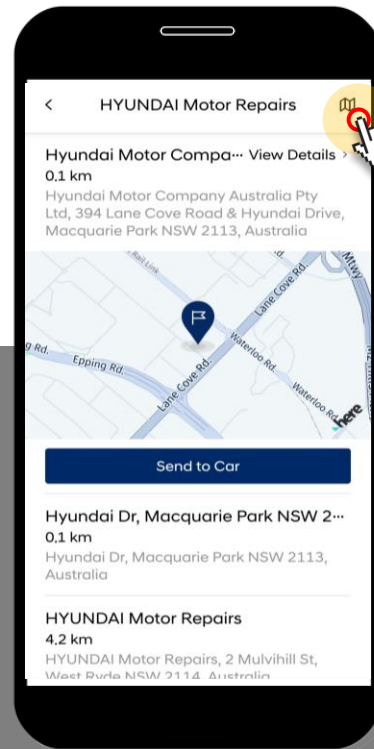 HYUNDAI Motor Repairs
Hyundai Motor Compa··· View Details >
0,1 km
Hyundai Motor Company Australia Pty
Ltd, 394 Lane Cove Road & Hyundai Drive,
Macquarie Park NSW 2113, Australia
Rail Link
Lane Cove Rd.
Mtwy
g Rd.
Epping Rd.
Waterloo Rd.
Lane Cove Rd.
Waterloo Rd.
here
Send to Car
Hyundai Dr, Macquarie Park NSW 2···
0,1 km
Hyundai Dr, Macquarie Park NSW 2113,
Australia
HYUNDAI Motor Repairs
4,2 km
HYUNDAI Motor Repairs, 2 Mulvihill St,
West Ryde NSW 2114, Australia